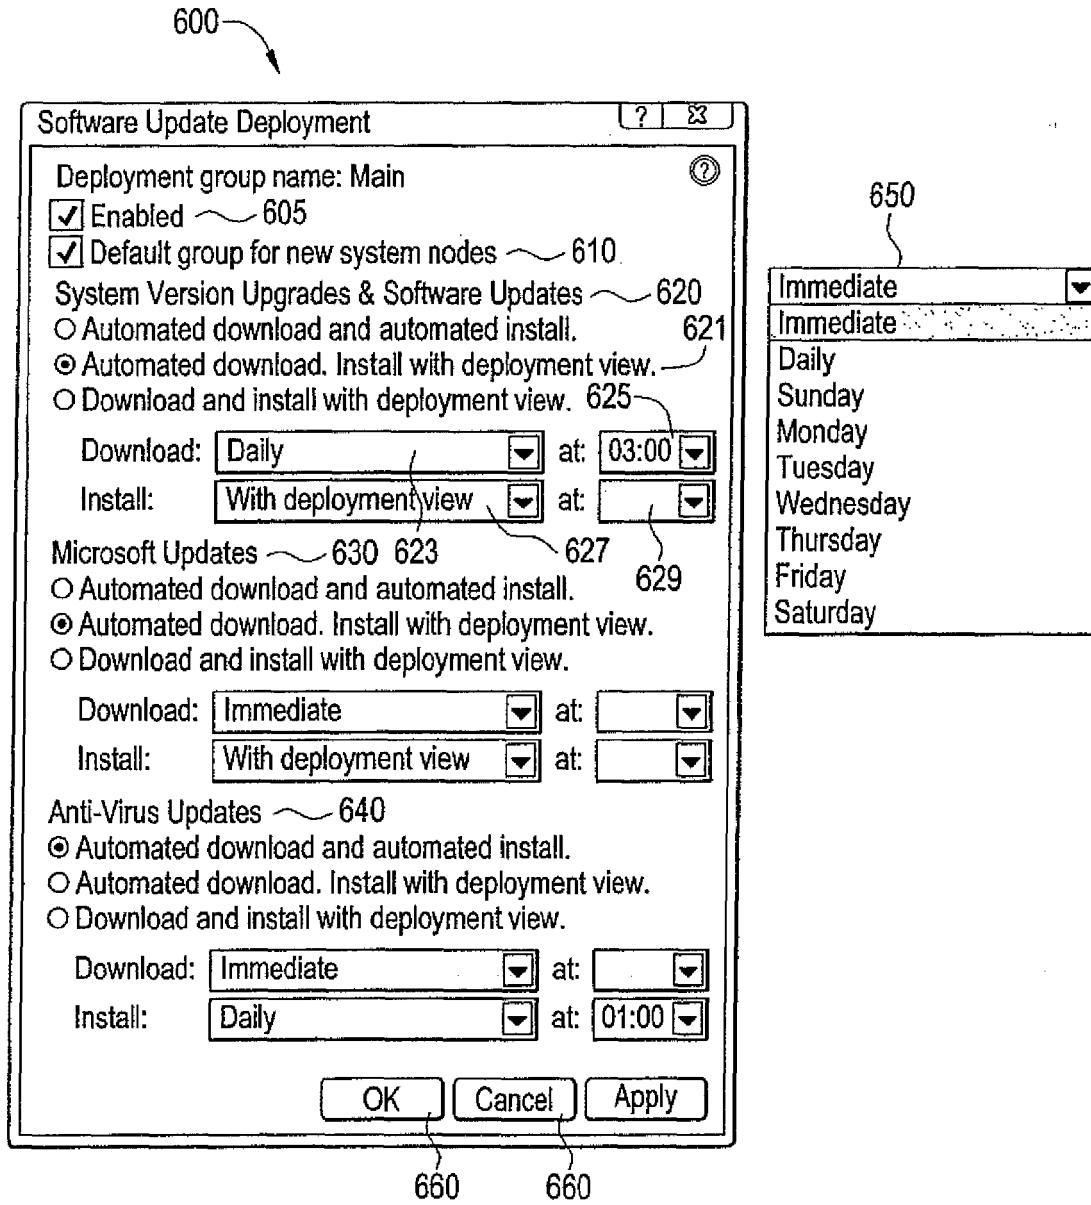 600
Software Update Deployment ?
Deployment group name: Main ?
Enabled 605
Default group for new system nodes 610
System Version Upgrades & Software Updates 620
Automated download and automated install. 621
Automated download. Install with deployment view.
Download and install with deployment view. 625
Download: Daily at: 03:00
Install: With deployment view at:
Microsoft Updates 630 623 627 629
Automated download and automated install.
Automated download. Install with deployment view.
Download and install with deployment view.
Download: Immediate at:
Install: With deployment view at:
Anti-Virus Updates 640
Automated download and automated install.
Automated download. Install with deployment view.
Download and install with deployment view.
Download: Immediate at:
Install: Daily at: 01:00
OK Cancel Apply
660 660
650
Immediate
Immediate
Daily
Sunday
Monday
Tuesday
Wednesday
Thursday
Friday
Saturday